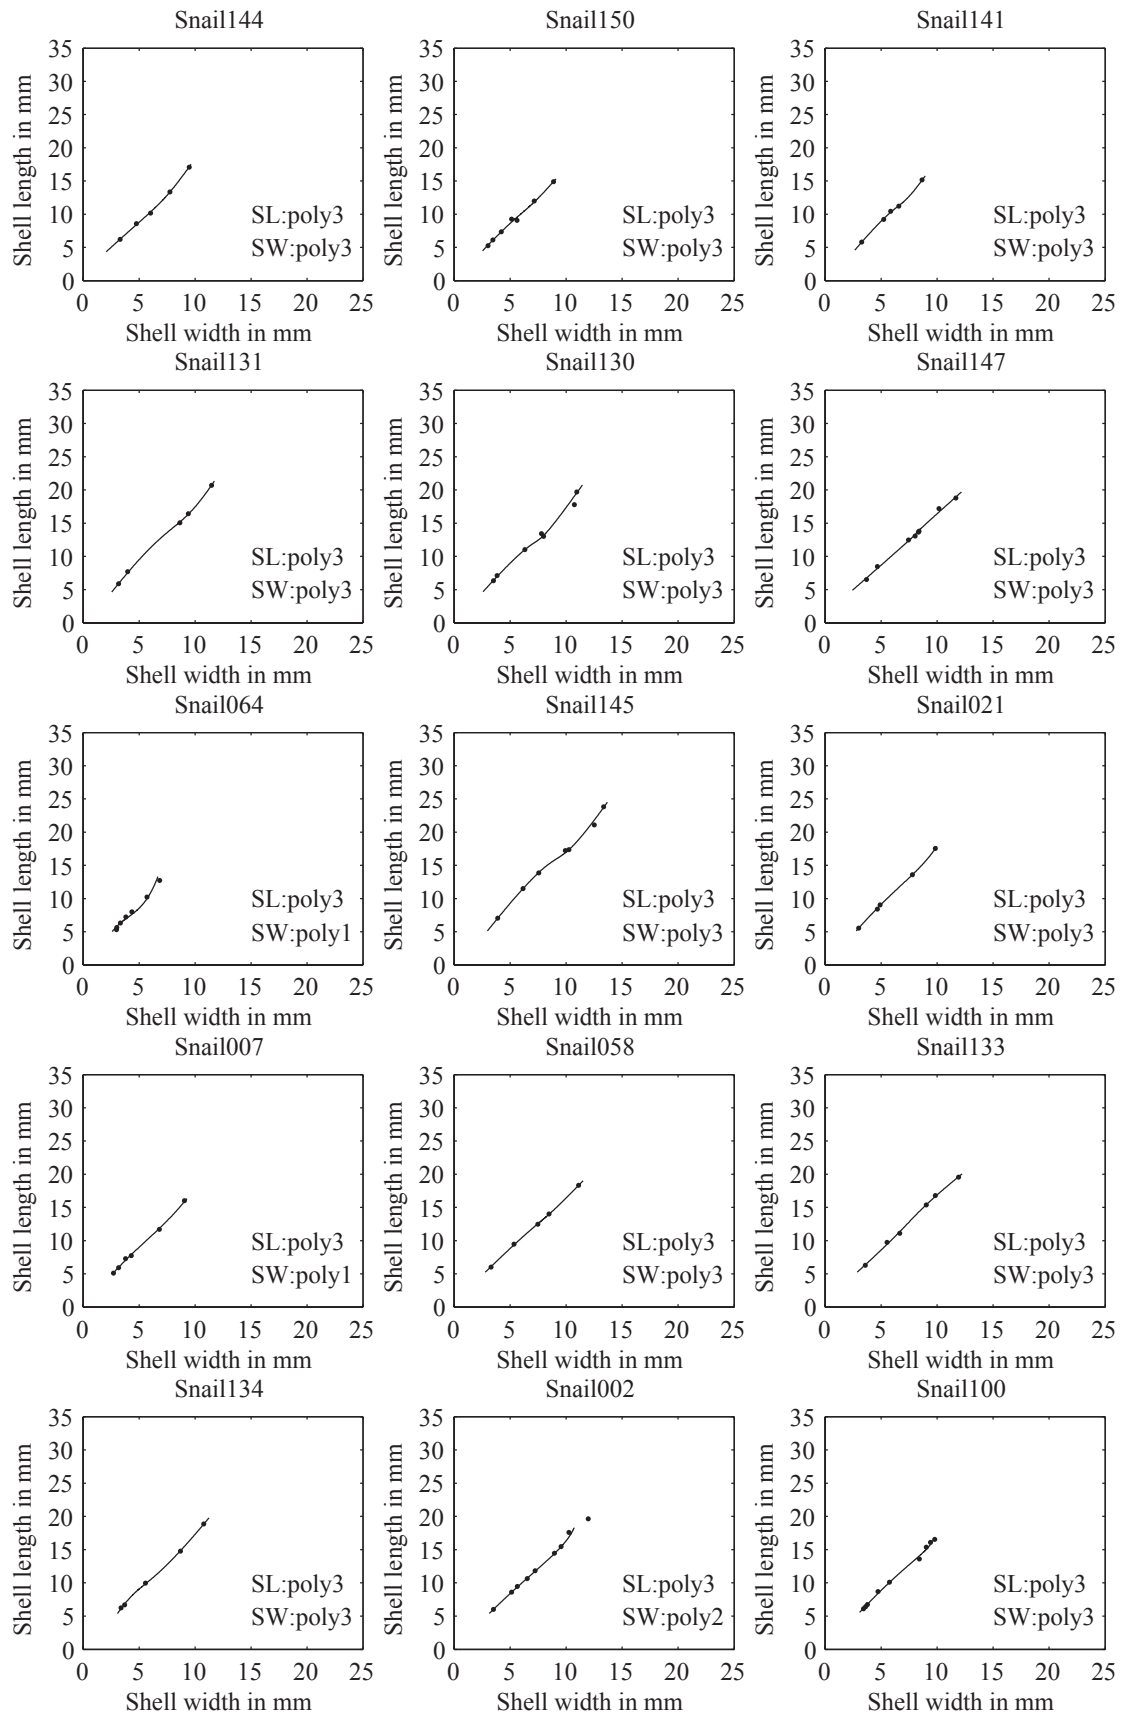 Snail144 Snail150 Snail141
35 35 35
30 30 30
25 25 25
20 20 20
15 15 15
10 10 10
5 5 5
0 0 0
Shell length in mm Shell length in mm Shell length in mm
SL:poly3 SL:poly3 SL:poly3
SW:poly3 SW:poly3 SW:poly3
0 5 10 15 20 25 0 5 10 15 20 25 0 5 10 15 20 25
Shell width in mm Shell width in mm Shell width in mm
Snail131 Snail130 Snail147
35 35 35
30 30 30
25 25 25
20 20 20
15 15 15
10 10 10
5 5 5
0 0 0
Shell length in mm Shell length in mm Shell length in mm
SL:poly3 SL:poly3 SL:poly3
SW:poly3 SW:poly3 SW:poly3
0 5 10 15 20 25 0 5 10 15 20 25 0 5 10 15 20 25
Shell width in mm Shell width in mm Shell width in mm
Snail064 Snail145 Snail021
35 35 35
30 30 30
25 25 25
20 20 20
15 15 15
10 10 10
5 5 5
0 0 0
Shell length in mm Shell length in mm Shell length in mm
SL:poly3 SL:poly3 SL:poly3
SW:poly1 SW:poly3 SW:poly3
0 5 10 15 20 25 0 5 10 15 20 25 0 5 10 15 20 25
Shell width in mm Shell width in mm Shell width in mm
Snail007 Snail058 Snail133
35 35 35
30 30 30
25 25 25
20 20 20
15 15 15
10 10 10
5 5 5
0 0 0
Shell length in mm Shell length in mm Shell length in mm
SL:poly3 SL:poly3 SL:poly3
SW:poly1 SW:poly3 SW:poly3
0 5 10 15 20 25 0 5 10 15 20 25 0 5 10 15 20 25
Shell width in mm Shell width in mm Shell width in mm
Snail134 Snail002 Snail100
35 35 35
30 30 30
25 25 25
20 20 20
15 15 15
10 10 10
5 5 5
0 0 0
Shell length in mm Shell length in mm Shell length in mm
SL:poly3 SL:poly3 SL:poly3
SW:poly3 SW:poly2 SW:poly3
0 5 10 15 20 25 0 5 10 15 20 25 0 5 10 15 20 25
Shell width in mm Shell width in mm Shell width in mm